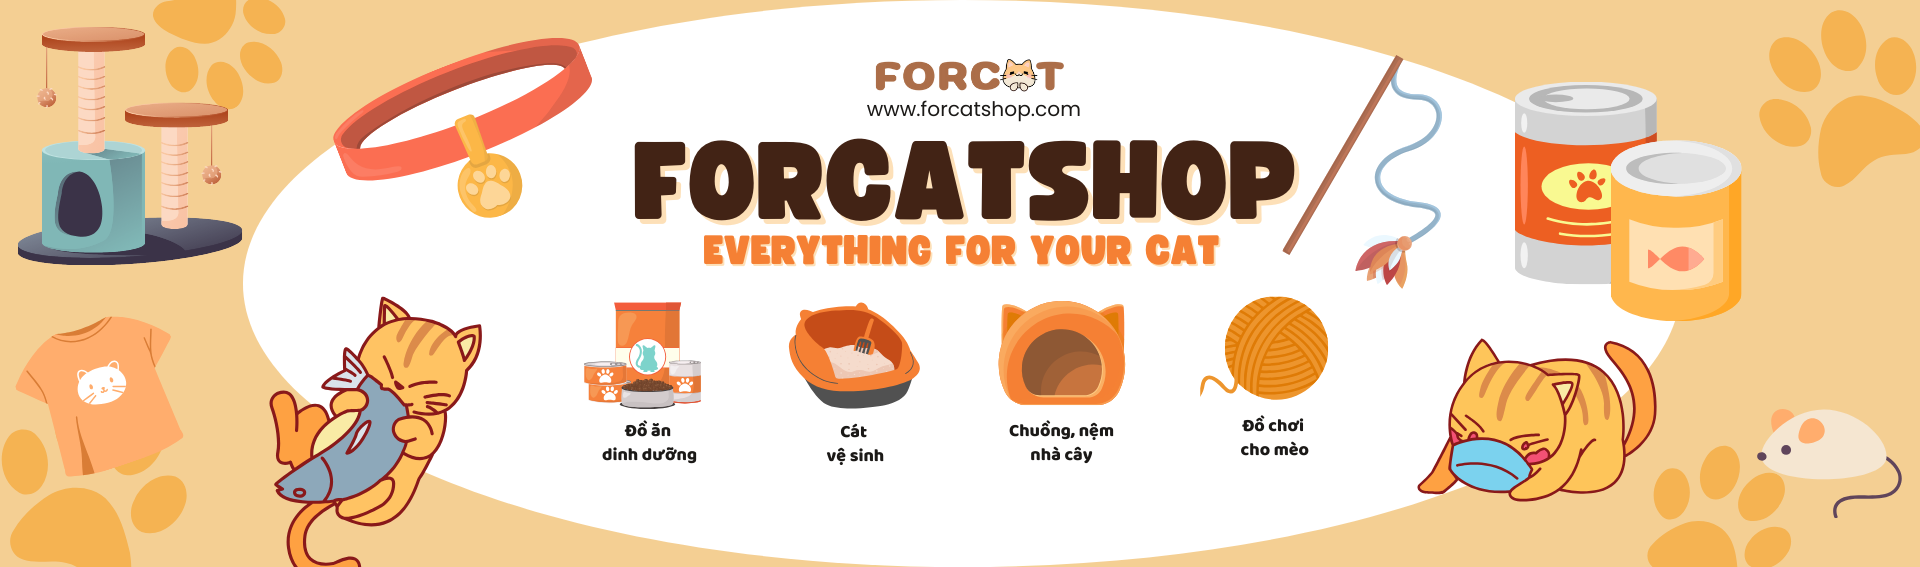 FORCAT
www.forcatshop.com
FORCATSHOP
EVERYTHING FOR YOUR CAT
Đồ ăn
dinh dưỡng
Cát
vệ sinh
Chuồng, nệm
nhà cây
Đồ chơi
cho mèo